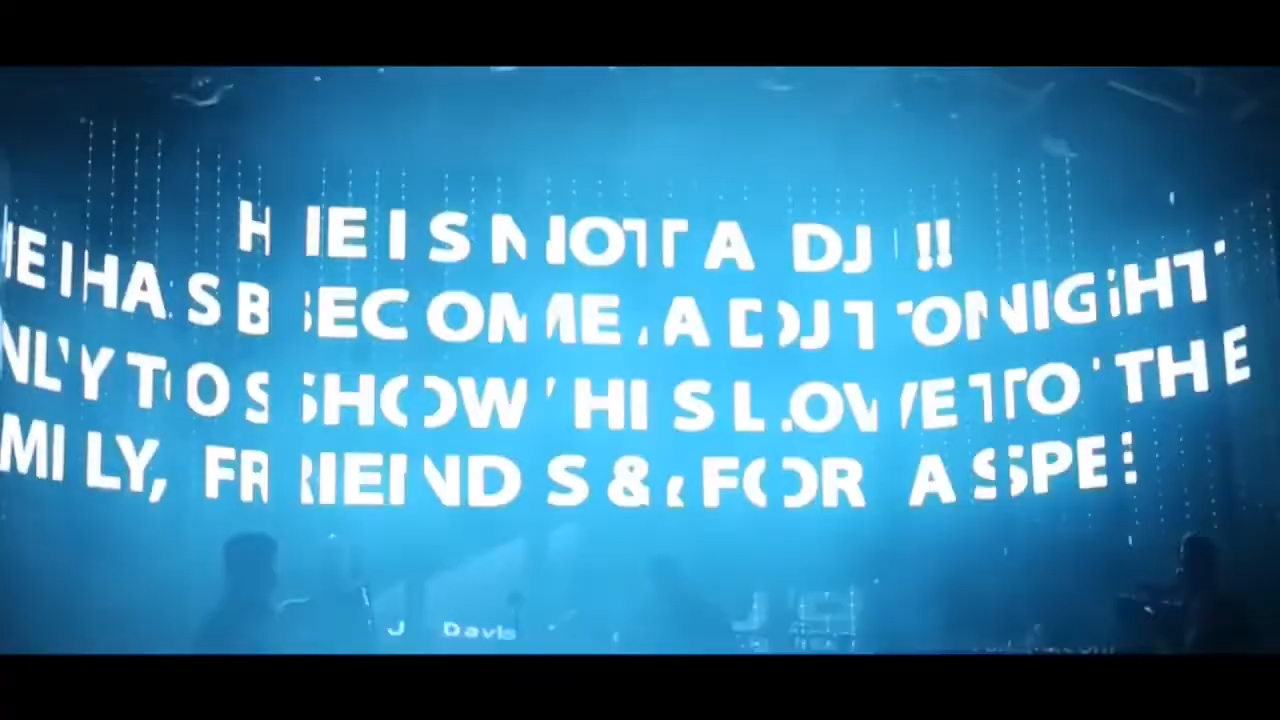 HE IS NOT A DJ !!
HE HAS BECOME A DJ TONIGHT
ONLY TO SHOW HIS LOVE TO THE
FAMILY, FRIENDS & FOR A SPE
J Davis